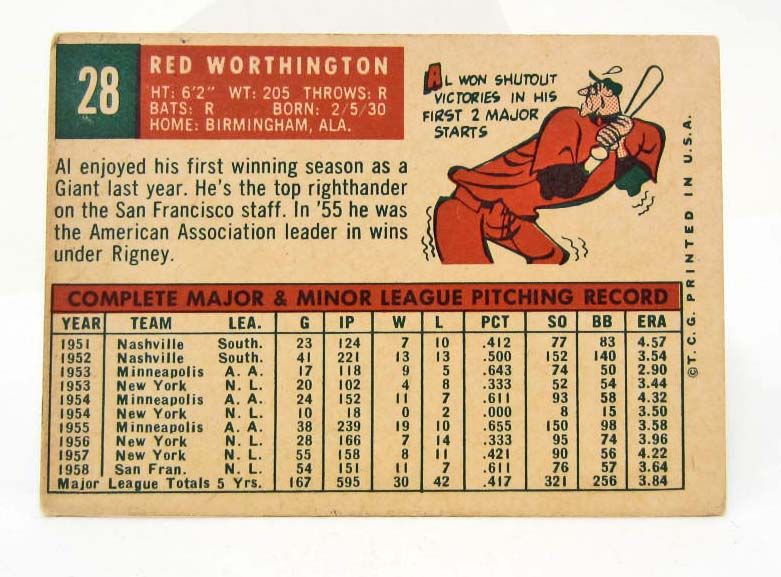 28
RED WORTHINGTON
HT: 6'2" WT: 205 THROWS: R
BATS: R BORN: 2/5/30
HOME: BIRMINGHAM, ALA.
AL WON SHUTOUT
VICTORIES IN HIS
FIRST 2 MAJOR
STARTS
Al enjoyed his first winning season as a
Giant last year. He's the top righthander
on the San Francisco staff. In '55 he was
the American Association leader in wins
under Rigney.
COMPLETE MAJOR & MINOR LEAGUE PITCHING RECORD
YEAR TEAM LEA. G IP W L PCT SO BB ERA
1951 Nashville South. 23 124 7 10 .412 77 83 4.57
1952 Nashville South. 41 221 13 13 .500 152 140 3.54
1953 Minneapolis A. A. 17 118 9 5 .643 74 50 2.90
1953 New York N. L. 20 102 4 8 .333 52 54 3.44
1954 Minneapolis A. A. 24 152 11 7 .611 93 58 4.32
1954 New York N. L. 10 18 0 2 .000 8 15 3.50
1955 Minneapolis A. A. 38 239 19 10 .655 150 98 3.58
1956 New York N. L. 28 166 7 14 .333 95 74 3.96
1957 New York N. L. 55 158 8 11 .421 90 56 4.22
1958 San Fran. N. L. 54 151 11 7 .611 76 57 3.64
Major League Totals 5 Yrs. 167 595 30 42 .417 321 256 3.84
©T.C.G. PRINTED IN U.S.A.